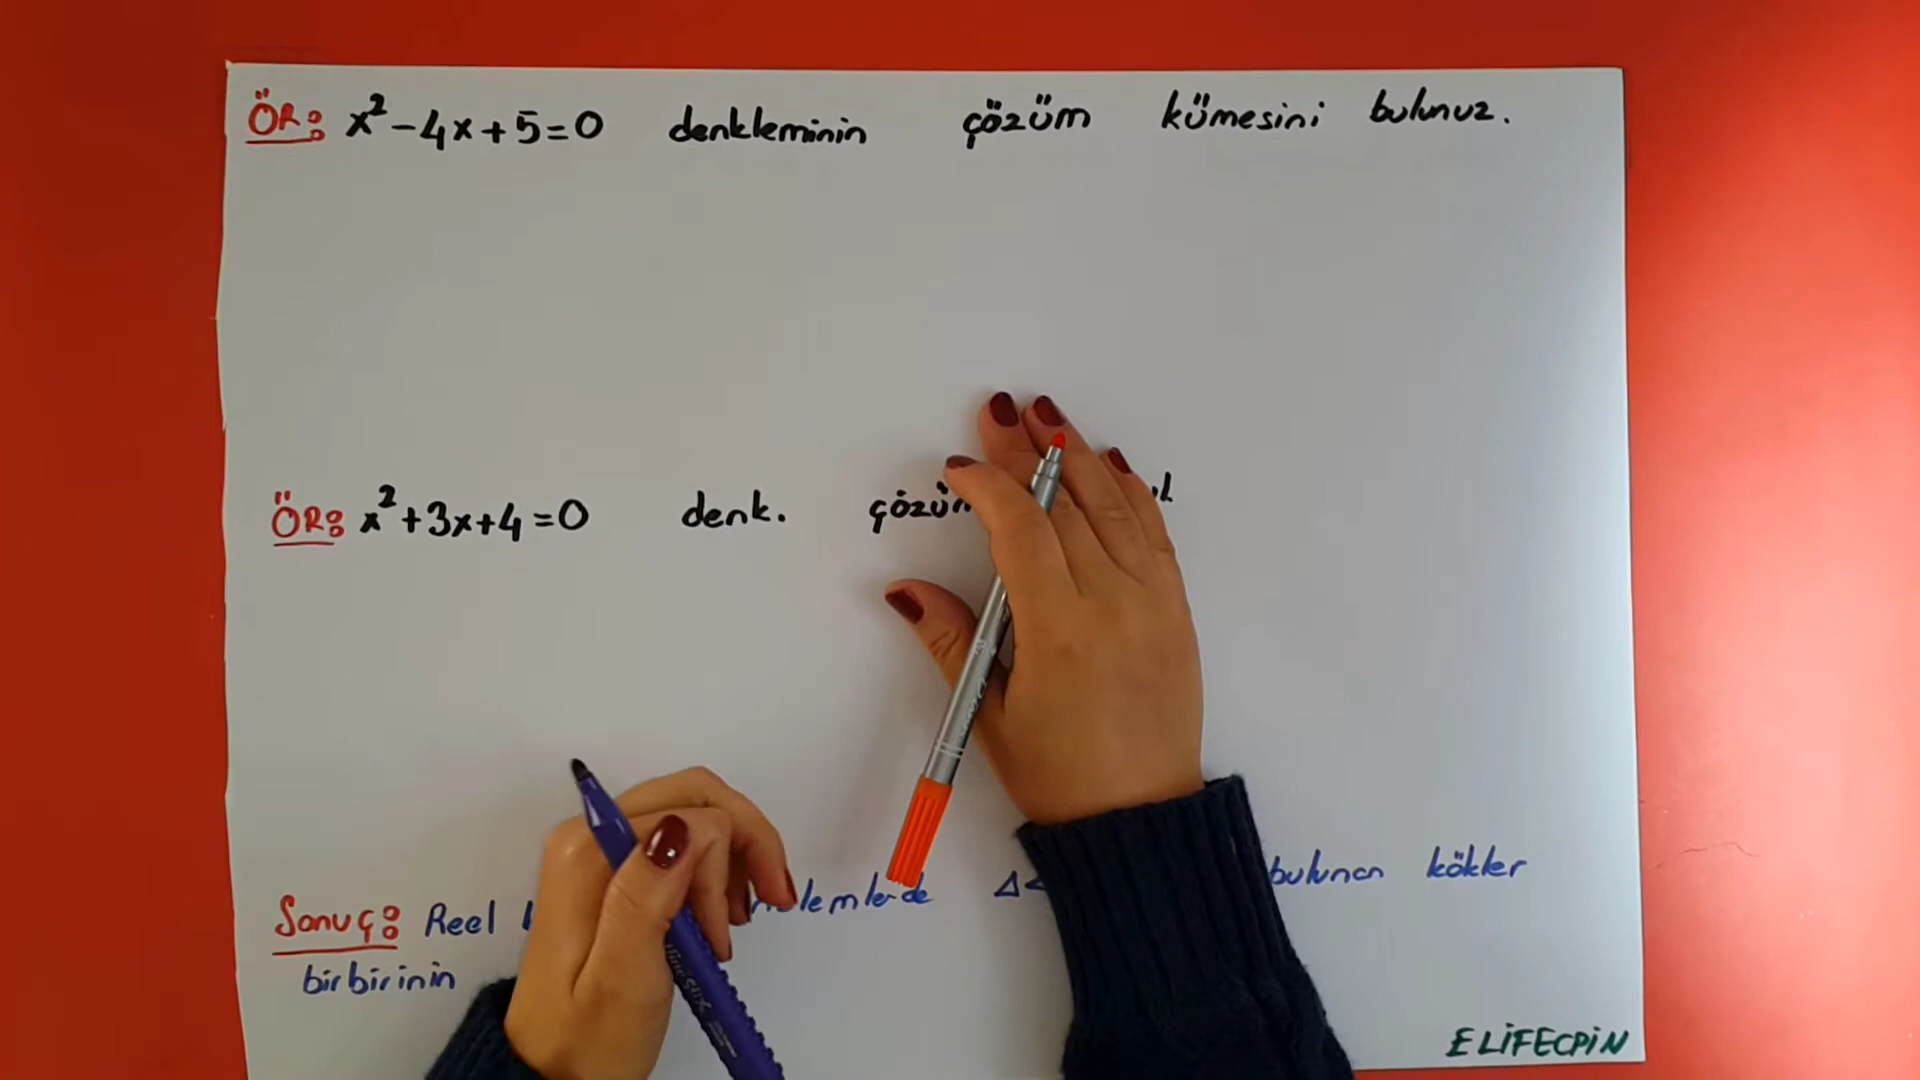 ÖR: x² - 4x + 5 = 0 denkleminin çözüm kümesini bulunuz.
ÖR: x² + 3x + 4 = 0 denk.
Sonuç: Reel Δ< bulunan kökler
birbirinin
ELİFECPİN